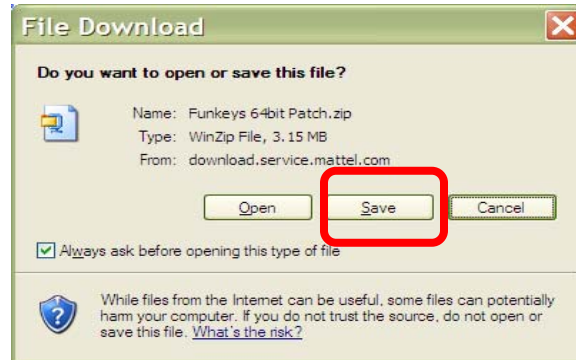 File Download
Do you want to open or save this file?
Name: Funkeys 64bit Patch.zip
Type: WinZip File, 3.15 MB
From: download.service.mattel.com
Open Save Cancel
Always ask before opening this type of file
While files from the Internet can be useful, some files can potentially
harm your computer. If you do not trust the source, do not open or
save this file. What's the risk?